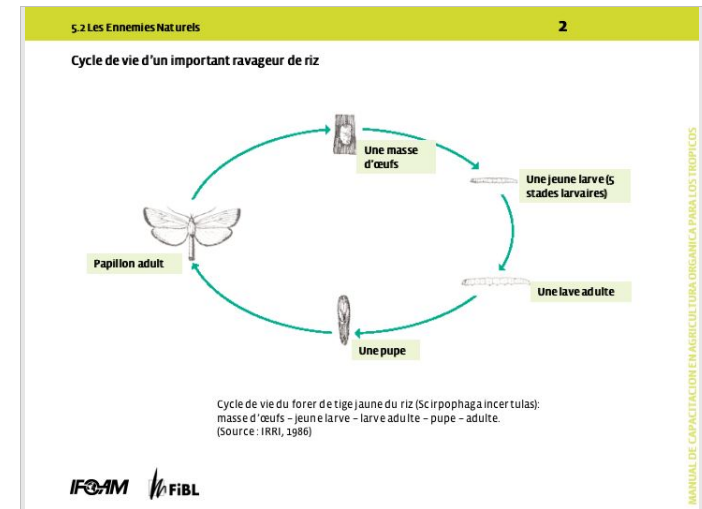 5.2 Les Ennemies Naturels
2
Cycle de vie d'un important ravageur de riz
Une masse
d'œufs
Une jeune larve (5
stades larvaires)
Papillon adult
Une lave adulte
Une pupe
Cycle de vie du forer de tige jaune du riz (Scirpophaga incertulas):
masse d'œufs – jeune larve – larve adulte – pupe – adulte.
(Source: IRRI, 1986)
MANUAL DE CAPACITACION EN AGRICULTURA ORGANICA PARA LOS TROPICOS
IFOAM
FiBL